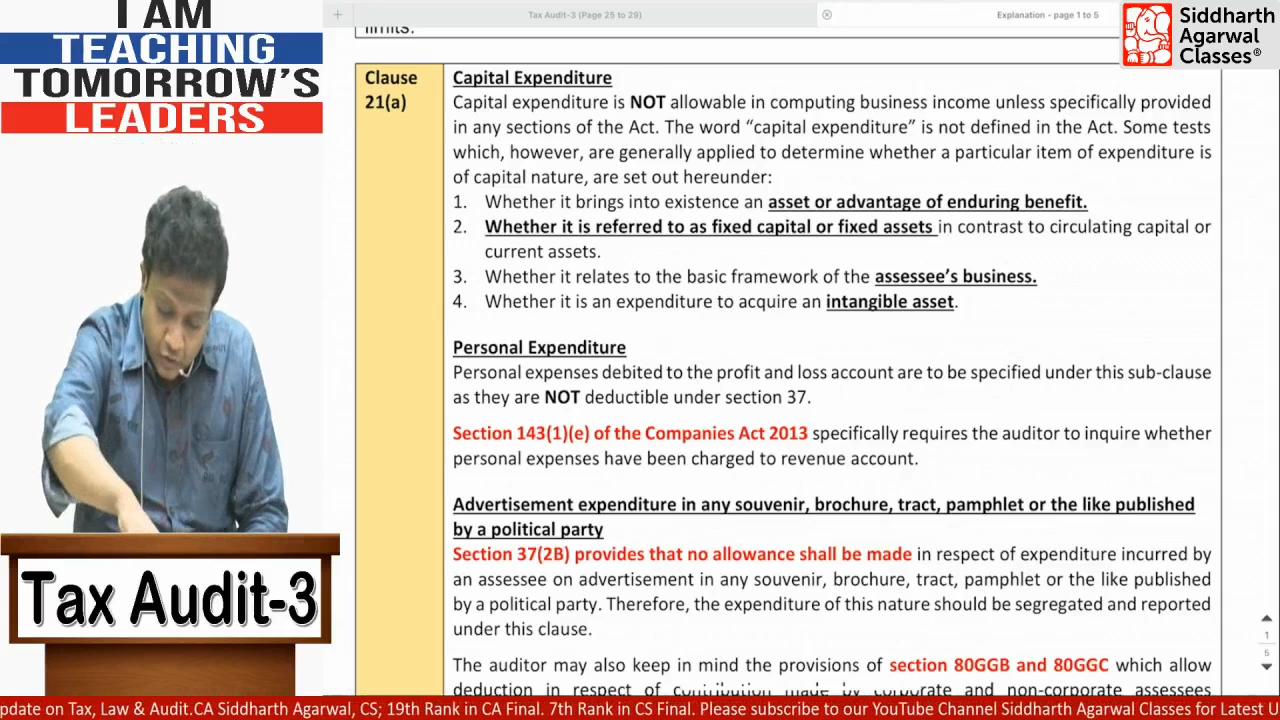 I AM
TEACHING
TOMORROW'S
LEADERS
Tax Audit-3 (Page 25 to 29)
Explanation - page 1 to 5
Siddharth
Agarwal
Classes®
limits.
Clause
21(a)
Capital Expenditure
Capital expenditure is NOT allowable in computing business income unless specifically provided
in any sections of the Act. The word “capital expenditure” is not defined in the Act. Some tests
which, however, are generally applied to determine whether a particular item of expenditure is
of capital nature, are set out hereunder:
1. Whether it brings into existence an asset or advantage of enduring benefit.
2. Whether it is referred to as fixed capital or fixed assets in contrast to circulating capital or
current assets.
3. Whether it relates to the basic framework of the assessee’s business.
4. Whether it is an expenditure to acquire an intangible asset.
Personal Expenditure
Personal expenses debited to the profit and loss account are to be specified under this sub-clause
as they are NOT deductible under section 37.
Section 143(1)(e) of the Companies Act 2013 specifically requires the auditor to inquire whether
personal expenses have been charged to revenue account.
Advertisement expenditure in any souvenir, brochure, tract, pamphlet or the like published
by a political party
Section 37(2B) provides that no allowance shall be made in respect of expenditure incurred by
an assessee on advertisement in any souvenir, brochure, tract, pamphlet or the like published
by a political party. Therefore, the expenditure of this nature should be segregated and reported
under this clause.
The auditor may also keep in mind the provisions of section 80GGB and 80GGC which allow
deduction in respect of contribution made by corporate and non-corporate assessees
1
5
Tax Audit-3
pdate on Tax, Law & Audit.CA Siddharth Agarwal, CS; 19th Rank in CA Final. 7th Rank in CS Final. Please subscribe to our YouTube Channel Siddharth Agarwal Classes for Latest U